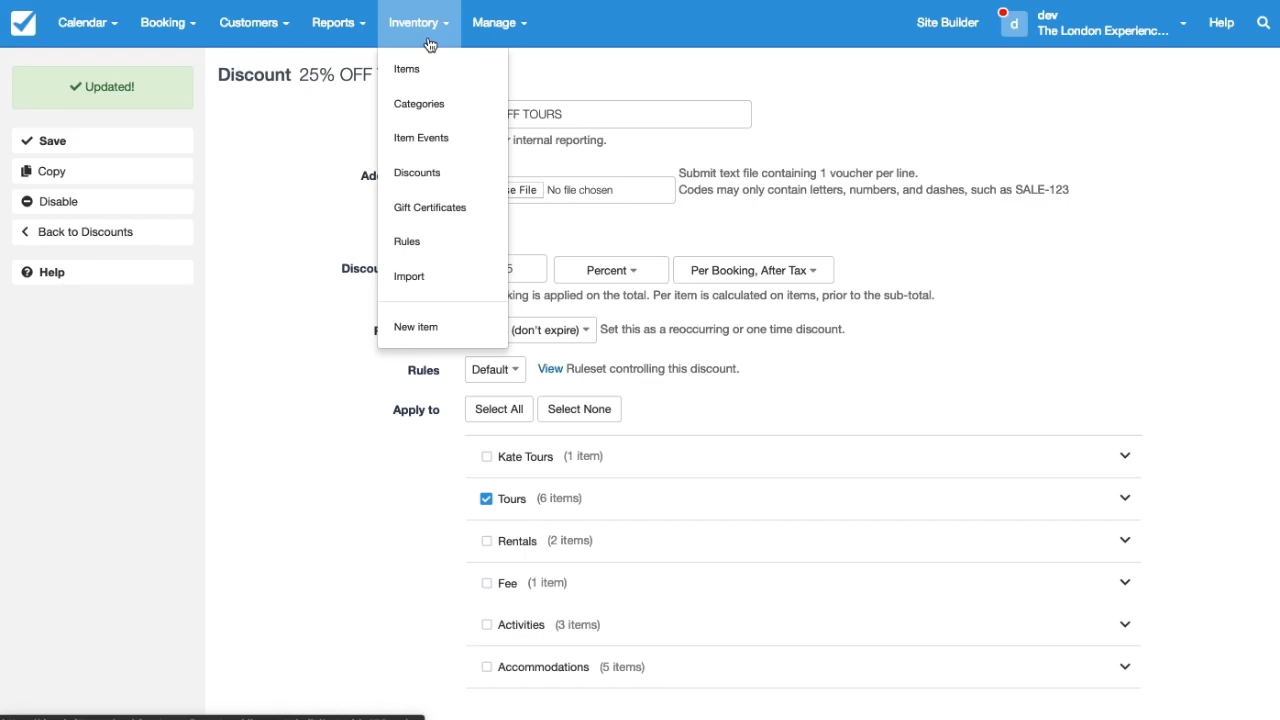 Calendar Booking Customers Reports Inventory Manage Site Builder d dev Help
The London Experienc...
Updated!
Save
Copy
Disable
Back to Discounts
Help
Items
Categories
Item Events
Discounts
Gift Certificates
Rules
Import
New item
Discount 25% OFF
FF TOURS
internal reporting.
No file chosen
Submit text file containing 1 voucher per line.
Codes may only contain letters, numbers, and dashes, such as SALE-123
Percent Per Booking, After Tax
is applied on the total. Per item is calculated on items, prior to the sub-total.
(don't expire) Set this as a reoccurring or one time discount.
Rules Default View Ruleset controlling this discount.
Apply to Select All Select None
Kate Tours (1 item)
Tours (6 items)
Rentals (2 items)
Fee (1 item)
Activities (3 items)
Accommodations (5 items)